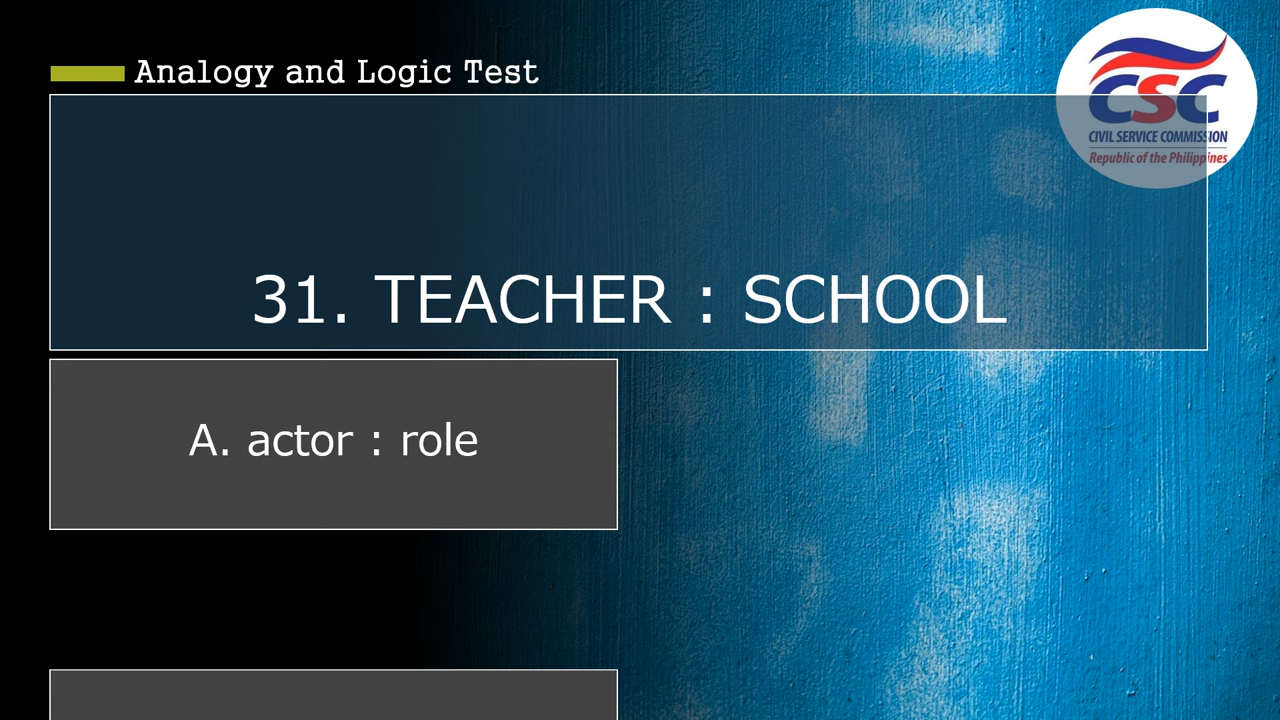 Analogy and Logic Test
CSC
CIVIL SERVICE COMMISSION
Republic of the Philippines
31. TEACHER : SCHOOL
A. actor : role